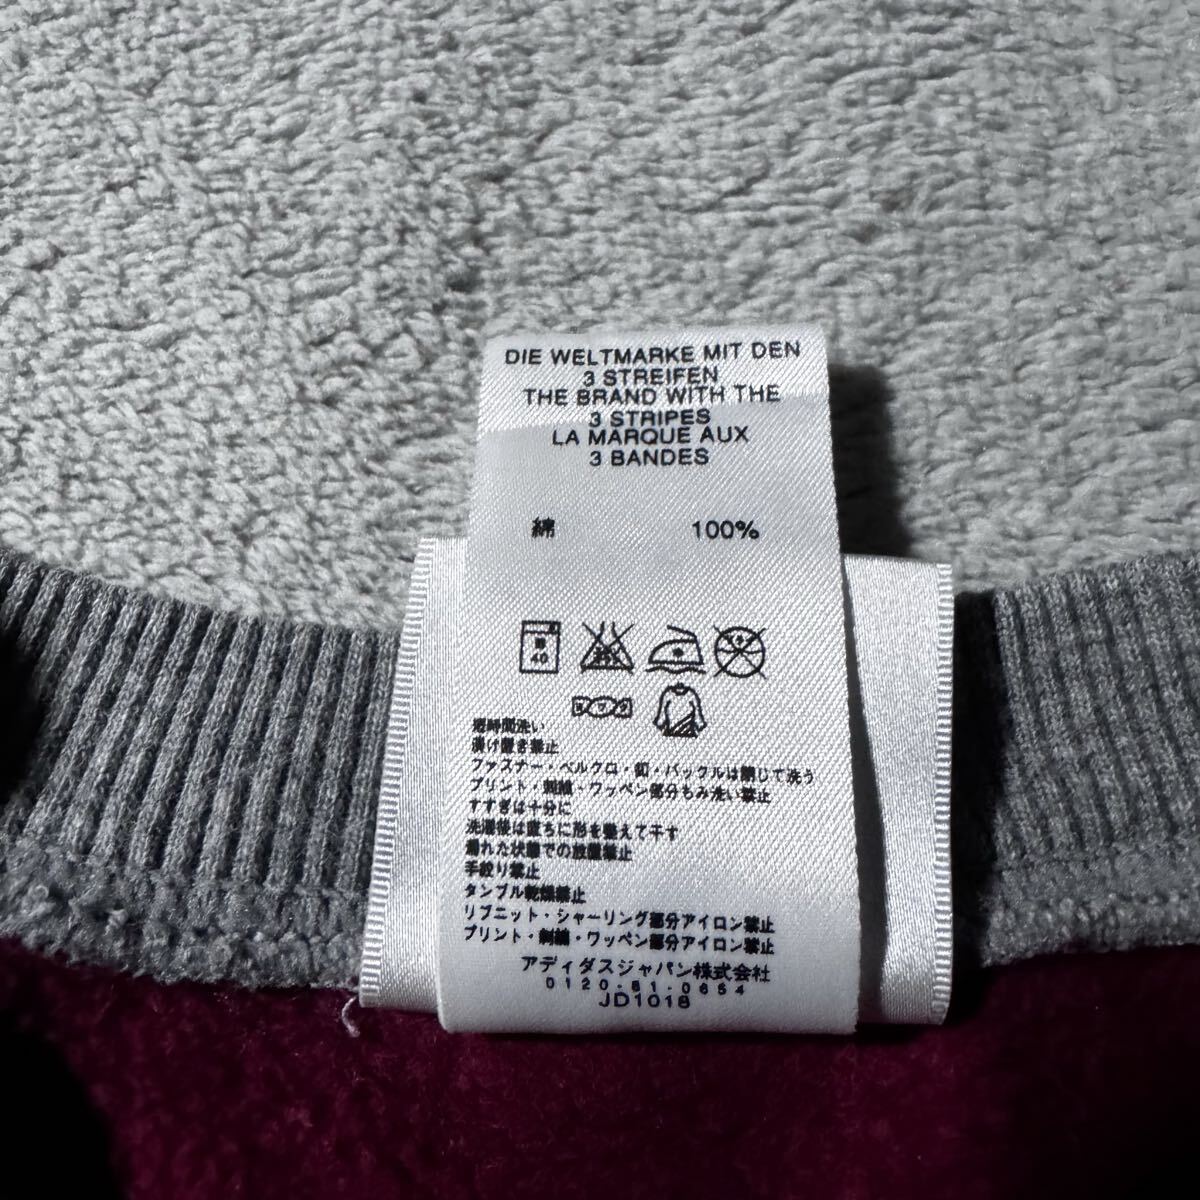 DIE WELTMARKE MIT DEN
3 STREIFEN
THE BRAND WITH THE
3 STRIPES
LA MARQUE AUX
3 BANDES
綿 100%
40
短時間洗い
漬け置き禁止
ファスナー・ベルクロ・釦・バックルは閉じて洗う
プリント・刺繍・ワッペン部分もみ洗い禁止
すすぎは十分に
洗濯後は直ちに形を整えて干す
濡れた状態での放置禁止
手絞り禁止
タンブル乾燥禁止
リブニット・シャーリング部分アイロン禁止
プリント・刺繍・ワッペン部分アイロン禁止
アディダスジャパン株式会社
0120-81-0654
JD1018